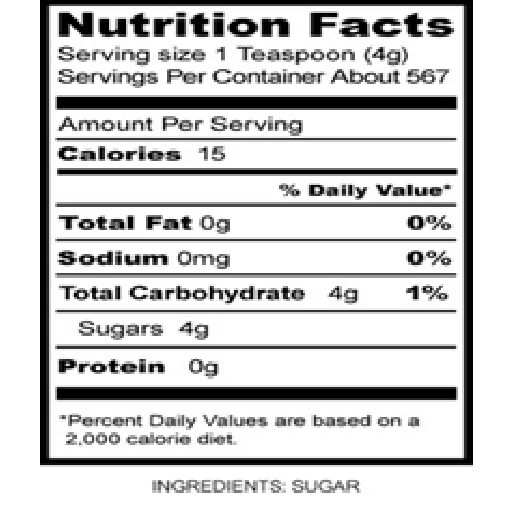 Nutrition Facts
Serving size 1 Teaspoon (4g)
Servings Per Container About 567
Amount Per Serving
Calories 15
% Daily Value*
Total Fat 0g 0%
Sodium 0mg 0%
Total Carbohydrate 4g 1%
Sugars 4g
Protein 0g
*Percent Daily Values are based on a
2,000 calorie diet.
INGREDIENTS: SUGAR